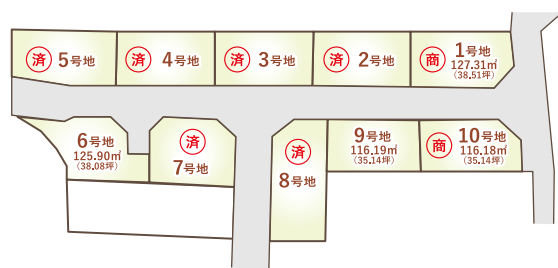 済 5号地
済 4号地
済 3号地
済 2号地
商 1号地
127.31㎡
(38.51坪)
6号地
125.90㎡
(38.08坪)
済
7号地
済
8号地
9号地
116.19㎡
(35.14坪)
商 10号地
116.18㎡
(35.14坪)